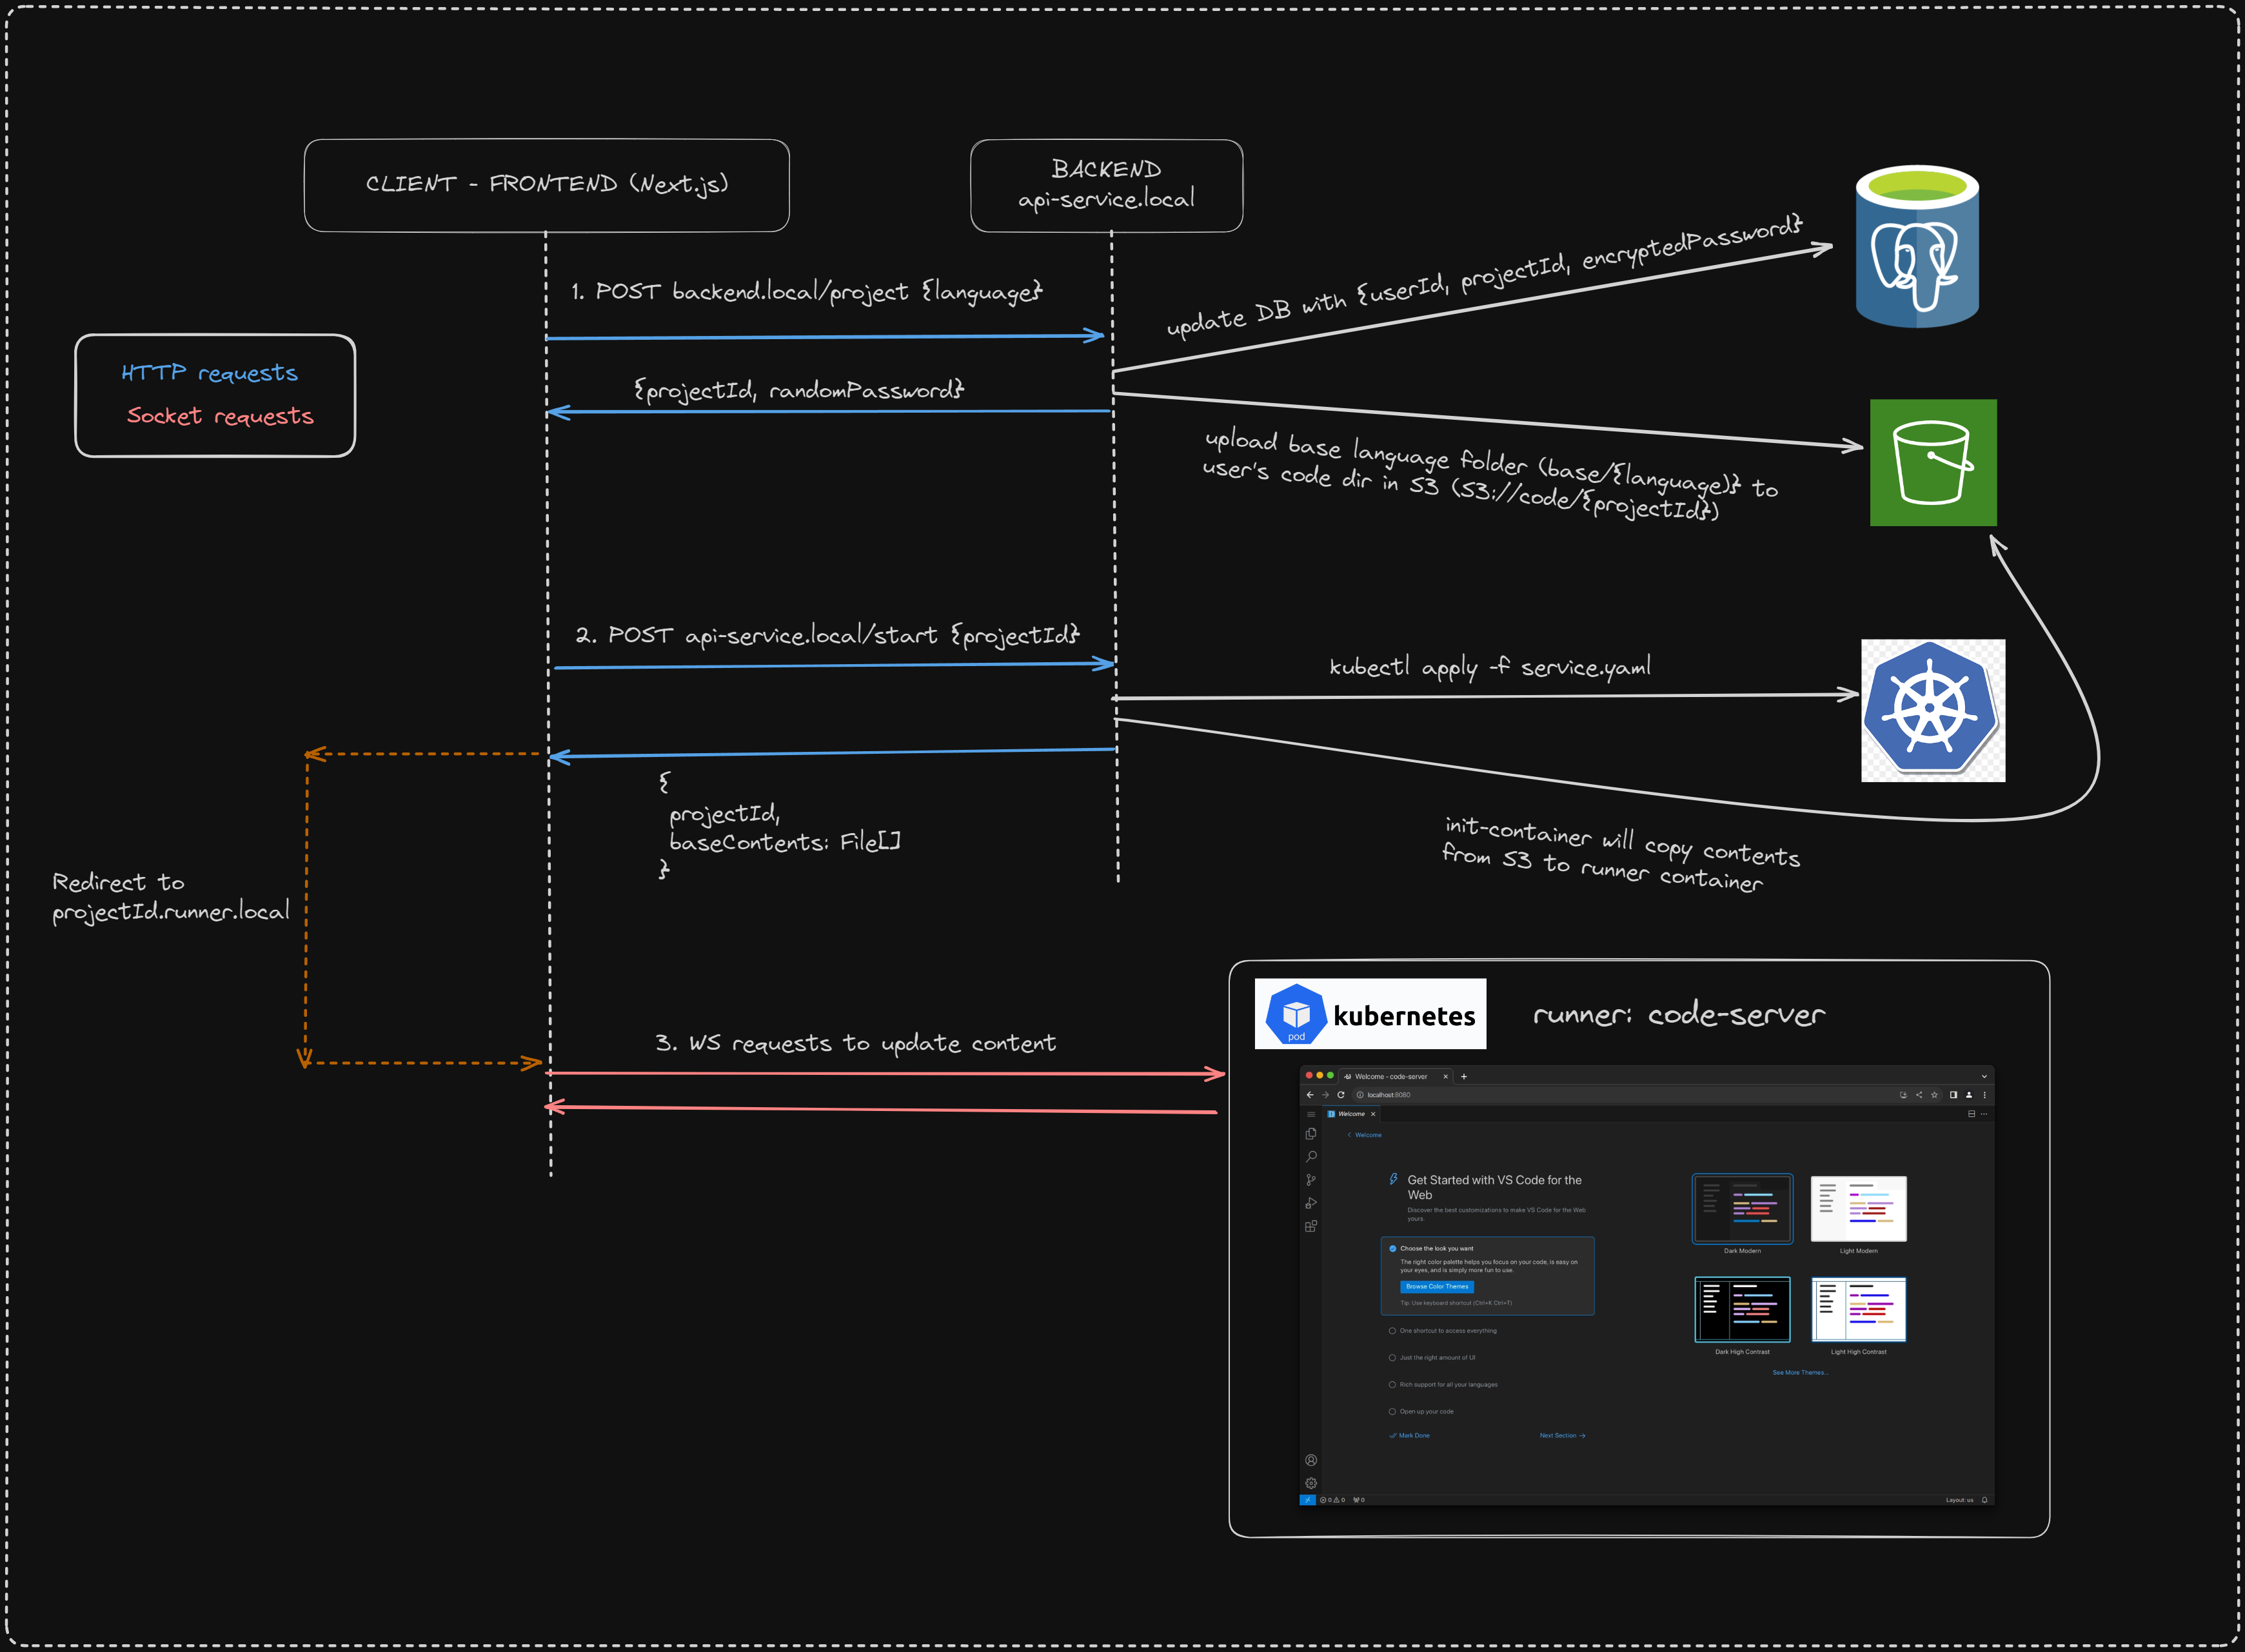 CLIENT - FRONTEND (Next.js)
BACKEND
api-service.local
1. POST backend.local/project {language}
update DB with {userId, projectId, encryptedPassword}
HTTP requests
Socket requests
{projectId, randomPassword}
upload base language folder (base/{language)} to
user's code dir in S3 (S3://code/{projectId})
2. POST api-service.local/start {projectId}
kubectl apply -f service.yaml
{
projectId,
baseContents: File[]
}
init-container will copy contents
from S3 to runner container
Redirect to
projectId.runner.local
pod
kubernetes
runner: code-server
3. WS requests to update content
Welcome - code-server
localhost:8080
Welcome
Welcome
Get Started with VS Code for the
Web
Discover the best customizations to make VS Code for the Web
yours.
Choose the look you want
The right color palette helps you focus on your code, is easy on
your eyes, and is simply more fun to use.
Browse Color Themes
Tip: Use keyboard shortcut (Ctrl+K Ctrl+T)
One shortcut to access everything
Just the right amount of UI
Rich support for all your languages
Open up your code
Mark Done
Next Section
Dark Modern
Light Modern
Dark High Contrast
Light High Contrast
See More Themes...
0 0 0
Layout: us